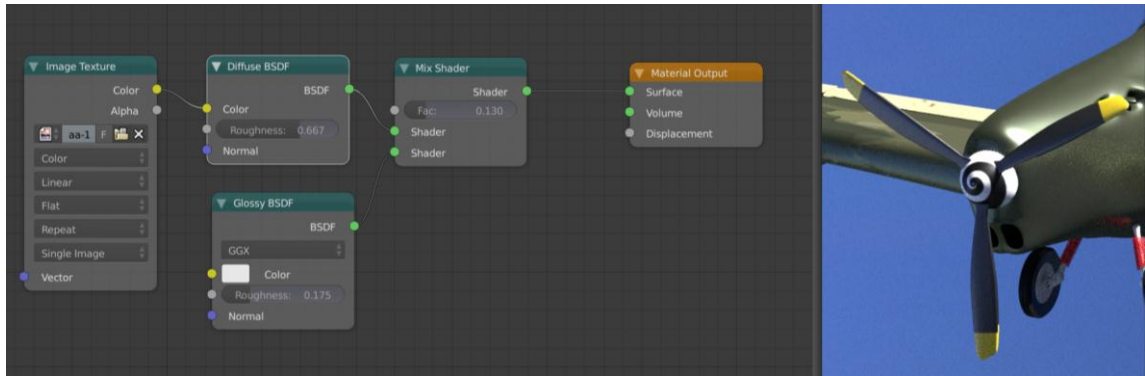 Image Texture
Color
Alpha
aa-1 F
Color
Linear
Flat
Repeat
Single Image
Vector
Diffuse BSDF
BSDF
Color
Roughness: 0.667
Normal
Glossy BSDF
BSDF
GGX
Color
Roughness: 0.175
Normal
Mix Shader
Shader
Fac: 0.130
Shader
Shader
Material Output
Surface
Volume
Displacement